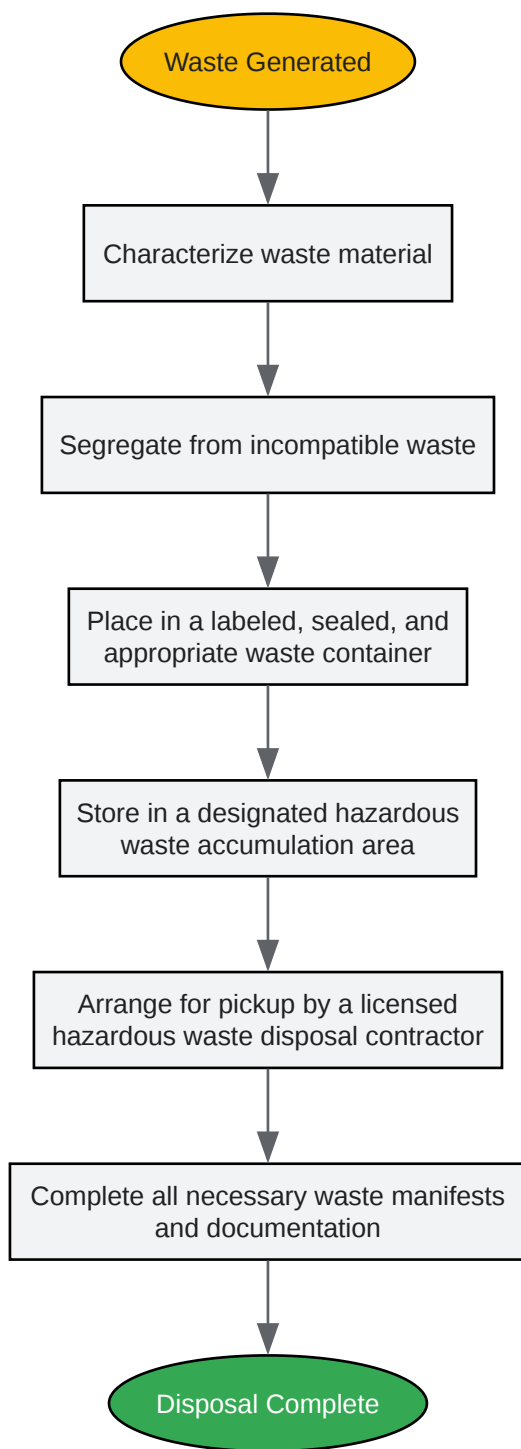 Waste Generated
Characterize waste material
Segregate from incompatible waste
Place in a labeled, sealed, and
appropriate waste container
Store in a designated hazardous
waste accumulation area
Arrange for pickup by a licensed
hazardous waste disposal contractor
Complete all necessary waste manifests
and documentation
Disposal Complete